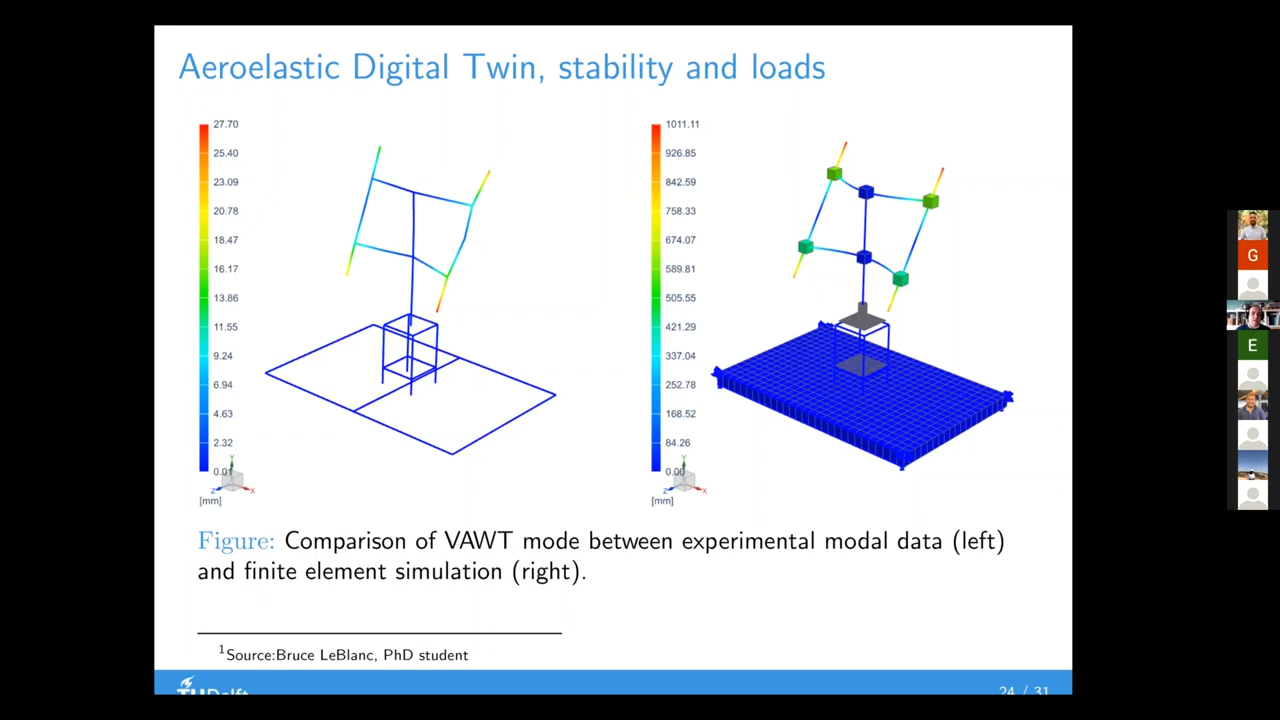 Aeroelastic Digital Twin, stability and loads
27.70
25.40
23.09
20.78
18.47
16.17
13.86
11.55
9.24
6.94
4.63
2.32
0.01
Y
Z
X
[mm]
1011.11
926.85
842.59
758.33
674.07
589.81
505.55
421.29
337.04
252.78
168.52
84.26
0.00
Y
Z
X
[mm]
Figure: Comparison of VAWT mode between experimental modal data (left)
and finite element simulation (right).
1Source:Bruce LeBlanc, PhD student
TUDelft
24 / 31
G
E